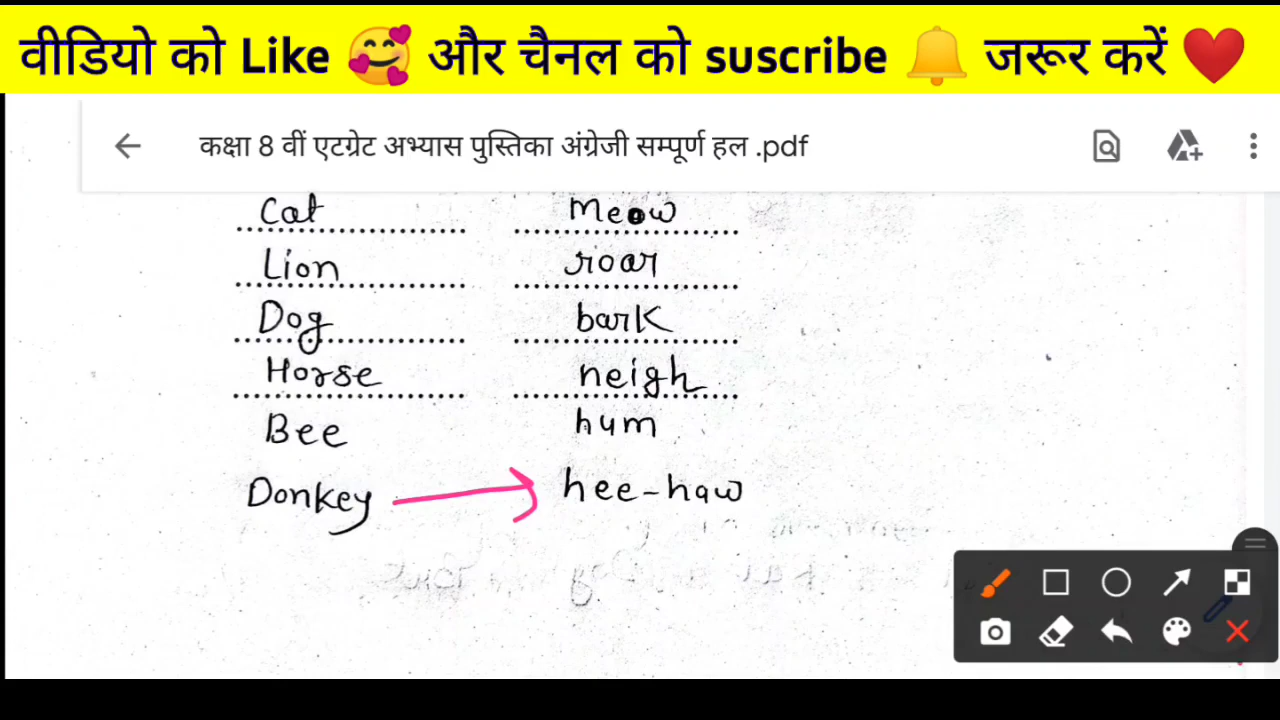 वीडियो को Like 🥰 और चैनल को suscribe 🔔 जरूर करें ❤️
कक्षा 8 वीं एटग्रेट अभ्यास पुस्तिका अंग्रेजी सम्पूर्ण हल .pdf
Cat Meow
Lion roar
Dog bark
Horse neigh
Bee hum
Donkey hee-haw